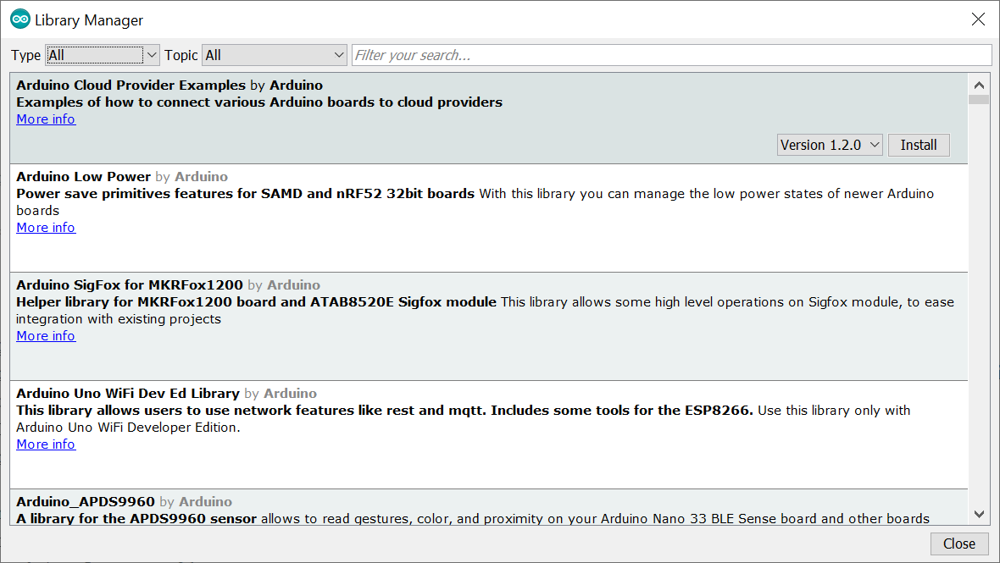 Library Manager
Type All Topic All Filter your search...
Arduino Cloud Provider Examples by Arduino
Examples of how to connect various Arduino boards to cloud providers
More info
Version 1.2.0 Install
Arduino Low Power by Arduino
Power save primitives features for SAMD and nRF52 32bit boards With this library you can manage the low power states of newer Arduino
boards
More info
Arduino SigFox for MKRFox1200 by Arduino
Helper library for MKRFox1200 board and ATAB8520E Sigfox module This library allows some high level operations on Sigfox module, to ease
integration with existing projects
More info
Arduino Uno WiFi Dev Ed Library by Arduino
This library allows users to use network features like rest and mqtt. Includes some tools for the ESP8266. Use this library only with
Arduino Uno WiFi Developer Edition.
More info
Arduino_APDS9960 by Arduino
A library for the APDS9960 sensor allows to read gestures, color, and proximity on your Arduino Nano 33 BLE Sense board and other boards
Close